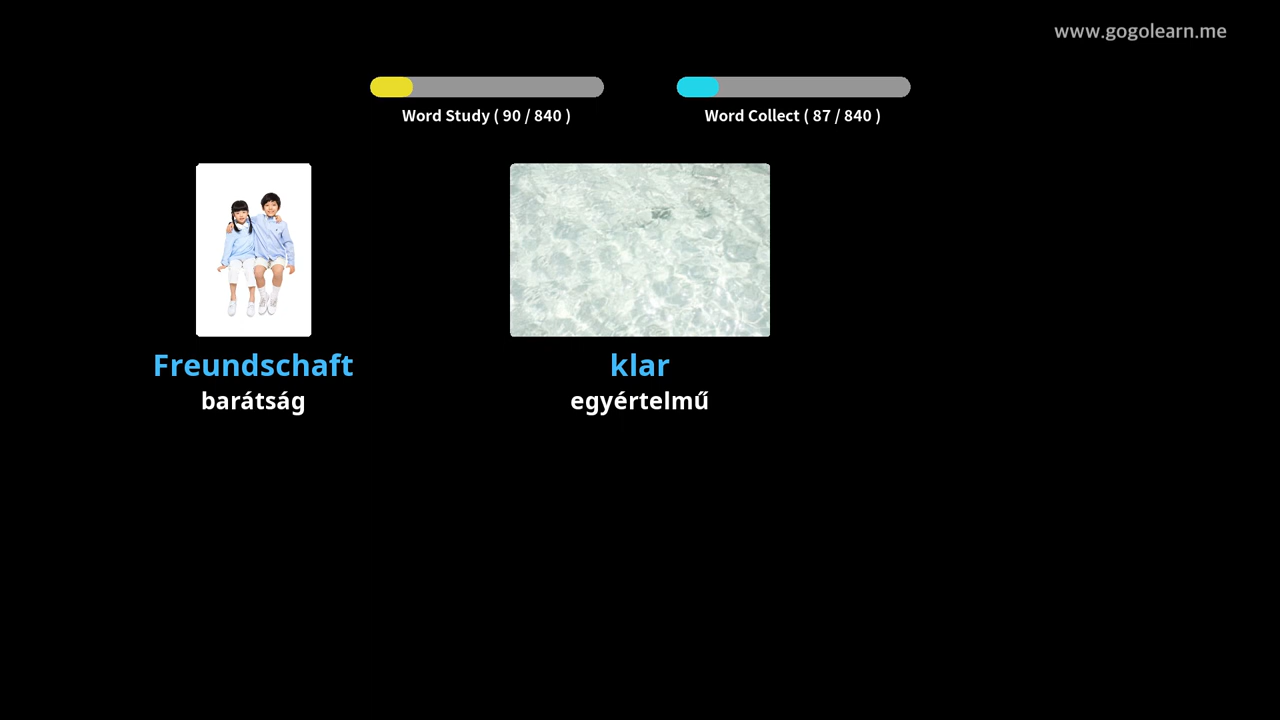 www.gogolearn.me
Word Study ( 90 / 840 )
Word Collect ( 87 / 840 )
Freundschaft
barátság
klar
egyértelmű